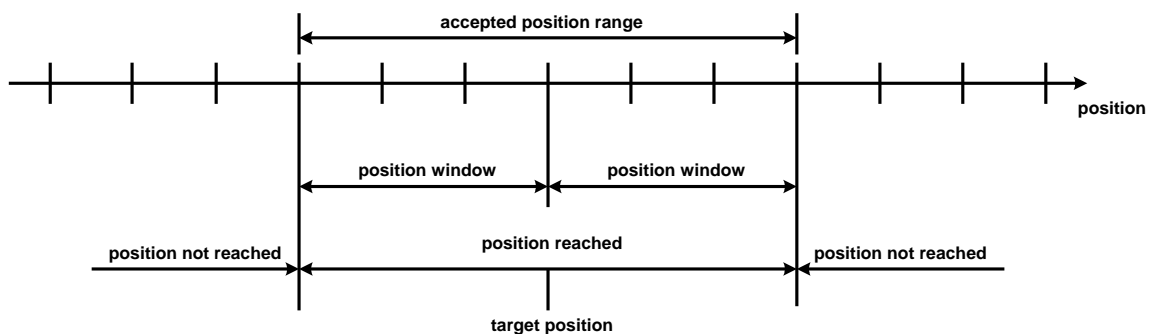 accepted position range
position
position window
position window
position not reached
position reached
position not reached
target position